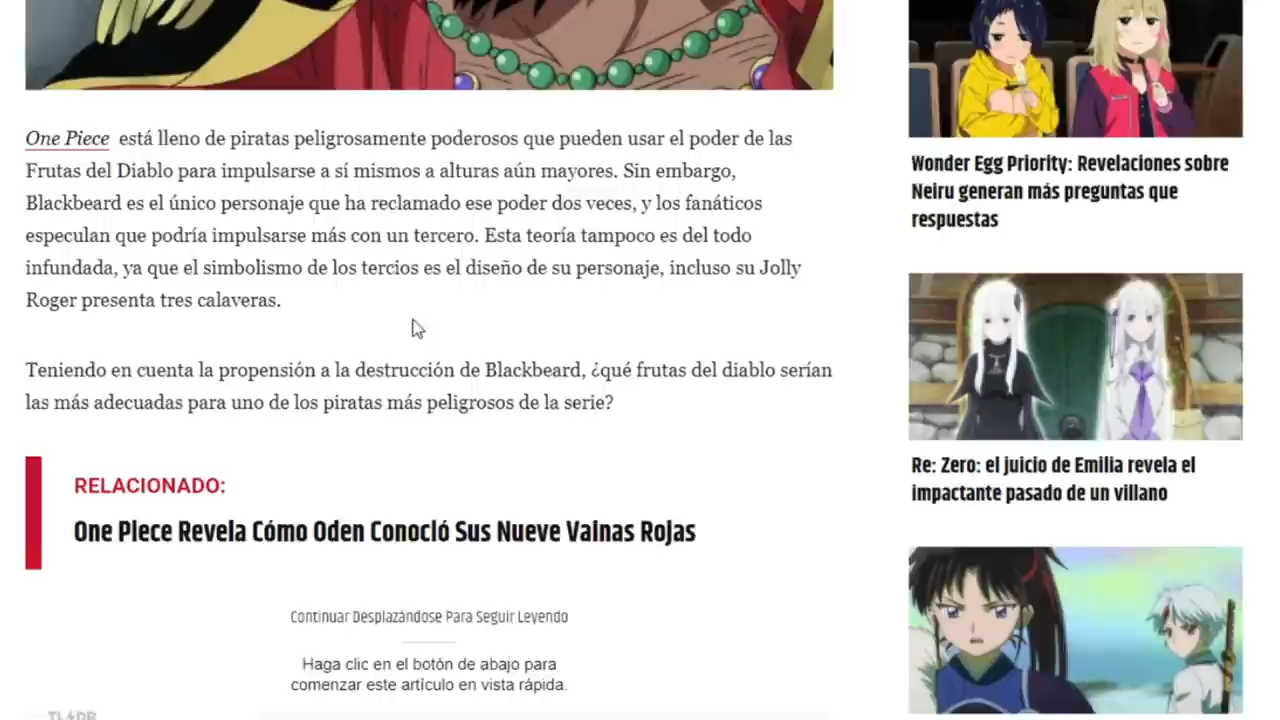 One Piece está lleno de piratas peligrosamente poderosos que pueden usar el poder de las
Frutas del Diablo para impulsarse a sí mismos a alturas aún mayores. Sin embargo,
Blackbeard es el único personaje que ha reclamado ese poder dos veces, y los fanáticos
especulan que podría impulsarse más con un tercero. Esta teoría tampoco es del todo
infundada, ya que el simbolismo de los tercios es el diseño de su personaje, incluso su Jolly
Roger presenta tres calaveras.
Teniendo en cuenta la propensión a la destrucción de Blackbeard, ¿qué frutas del diablo serían
las más adecuadas para uno de los piratas más peligrosos de la serie?
RELACIONADO:
One Piece Revela Cómo Oden Conoció Sus Nueve Vainas Rojas
Continuar Desplazándose Para Seguir Leyendo
Haga clic en el botón de abajo para
comenzar este artículo en vista rápida.
Wonder Egg Priority: Revelaciones sobre
Neiru generan más preguntas que
respuestas
Re: Zero: el juicio de Emilia revela el
impactante pasado de un villano